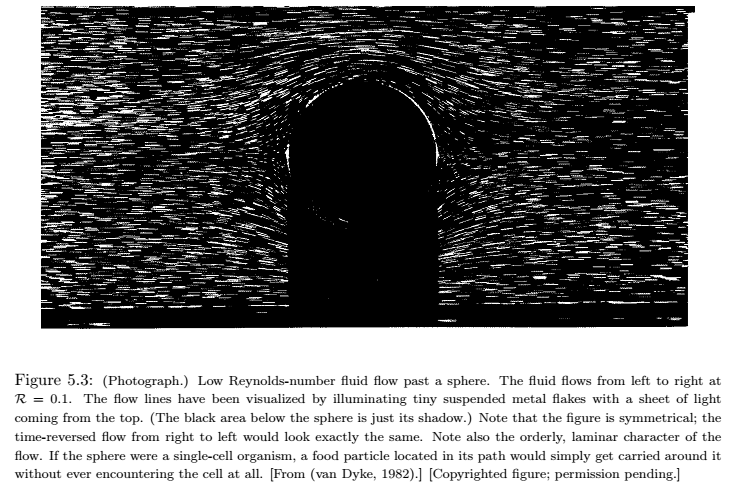 Figure 5.3: (Photograph.) Low Reynolds-number fluid flow past a sphere. The fluid flows from left to right at
ℛ = 0.1. The flow lines have been visualized by illuminating tiny suspended metal flakes with a sheet of light
coming from the top. (The black area below the sphere is just its shadow.) Note that the figure is symmetrical; the
time-reversed flow from right to left would look exactly the same. Note also the orderly, laminar character of the
flow. If the sphere were a single-cell organism, a food particle located in its path would simply get carried around it
without ever encountering the cell at all. [From (van Dyke, 1982).] [Copyrighted figure; permission pending.]